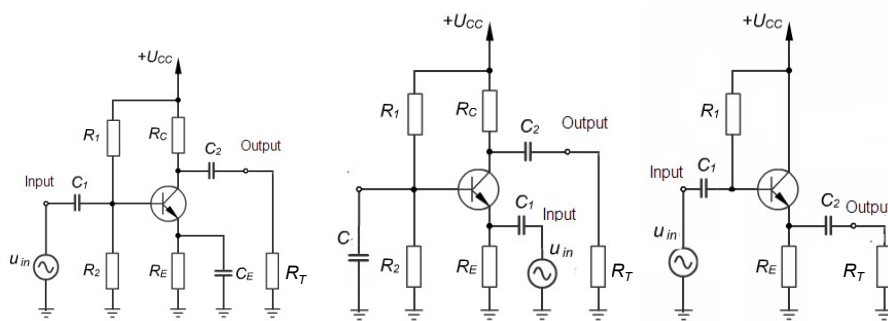 +UCC
R1
RC
C2
Output
Input
C1
uin
R2
RE
CE
RT
+UCC
R1
RC
C2
Output
C1
Input
C
R2
RE
uin
RT
+UCC
R1
Input
C1
uin
C2
Output
RE
RT